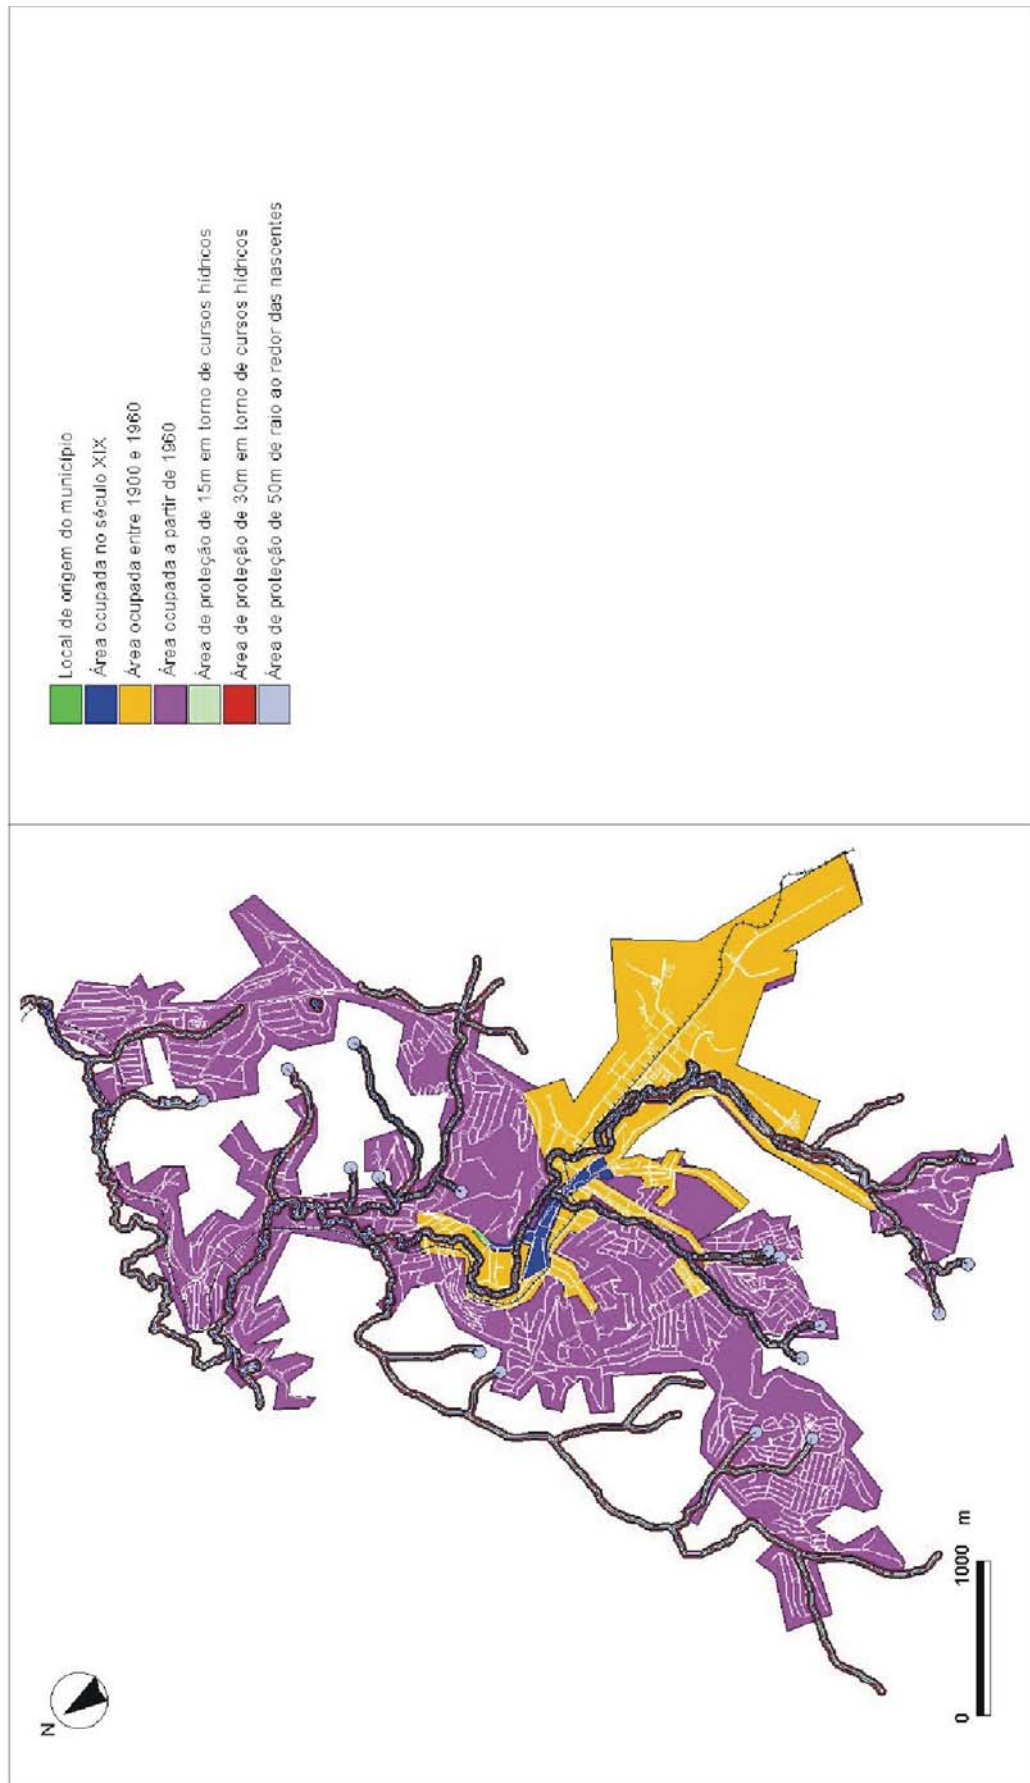 Local de origem do município
Área ocupada no século XIX
Área ocupada entre 1900 e 1960
Área ocupada a partir de 1960
Área de proteção de 15m em torno de cursos hídricos
Área de proteção de 30m em torno de cursos hídricos
Área de proteção de 50m de raio ao redor das nascentes
N
0 1000 m